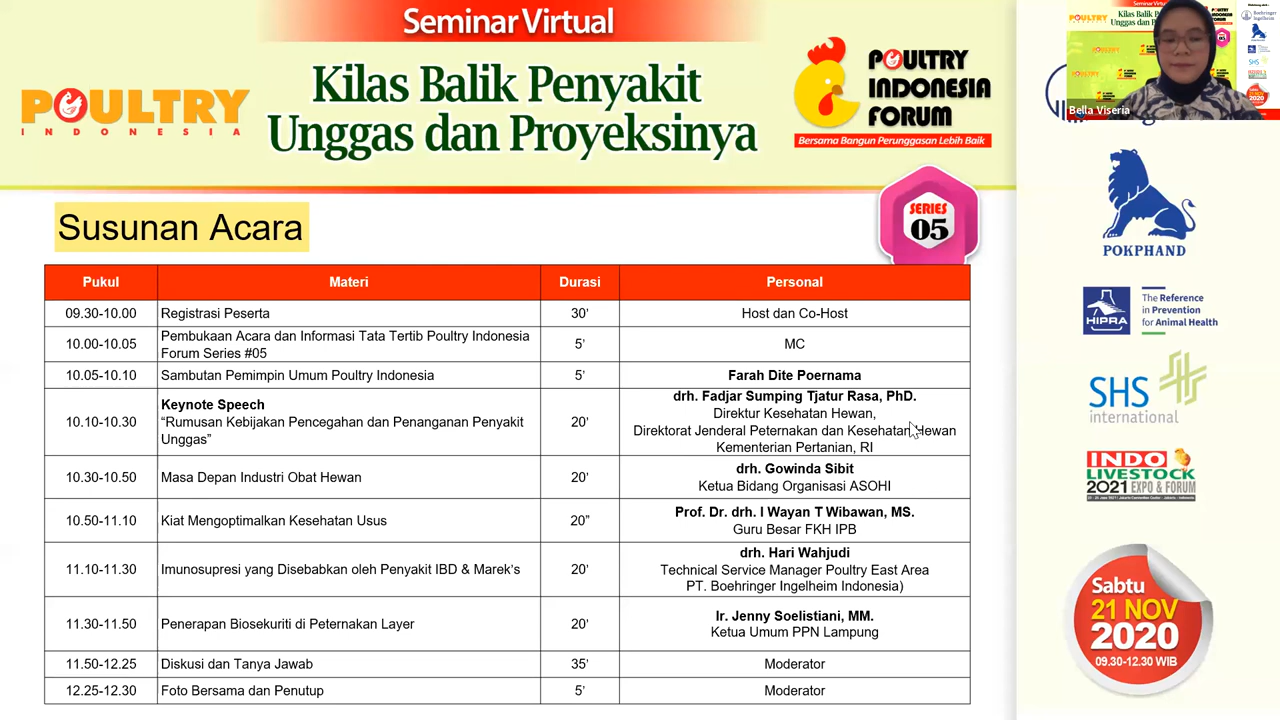 Seminar Virtual
POULTRY
INDONESIA
Kilas Balik Penyakit
Unggas dan Proyeksinya
POULTRY
INDONESIA
FORUM
Bersama Bangun Perunggasan Lebih Baik
SERIES
05
Susunan Acara
Pukul Materi Durasi Personal
09.30-10.00 Registrasi Peserta 30' Host dan Co-Host
10.00-10.05 Pembukaan Acara dan Informasi Tata Tertib Poultry Indonesia
Forum Series #05 5' MC
10.05-10.10 Sambutan Pemimpin Umum Poultry Indonesia 5' Farah Dite Poernama
10.10-10.30 Keynote Speech
“Rumusan Kebijakan Pencegahan dan Penanganan Penyakit
Unggas” 20' drh. Fadjar Sumping Tjatur Rasa, PhD.
Direktur Kesehatan Hewan,
Direktorat Jenderal Peternakan dan Kesehatan Hewan
Kementerian Pertanian, RI
10.30-10.50 Masa Depan Industri Obat Hewan 20' drh. Gowinda Sibit
Ketua Bidang Organisasi ASOHI
10.50-11.10 Kiat Mengoptimalkan Kesehatan Usus 20” Prof. Dr. drh. I Wayan T Wibawan, MS.
Guru Besar FKH IPB
11.10-11.30 Imunosupresi yang Disebabkan oleh Penyakit IBD & Marek's 20' drh. Hari Wahjudi
Technical Service Manager Poultry East Area
PT. Boehringer Ingelheim Indonesia)
11.30-11.50 Penerapan Biosekuriti di Peternakan Layer 20' Ir. Jenny Soelistiani, MM.
Ketua Umum PPN Lampung
11.50-12.25 Diskusi dan Tanya Jawab 35' Moderator
12.25-12.30 Foto Bersama dan Penutup 5' Moderator
Kilas Balik Penyakit
Unggas dan Proyeksinya
Boehringer
Ingelheim
Bella Viseria
POKPHAND
HIPRA
The Reference
in Prevention
for Animal Health
SHS
international
INDO
LIVESTOCK
2021 EXPO & FORUM
Sabtu
21 NOV
2020
09.30-12.30 WIB